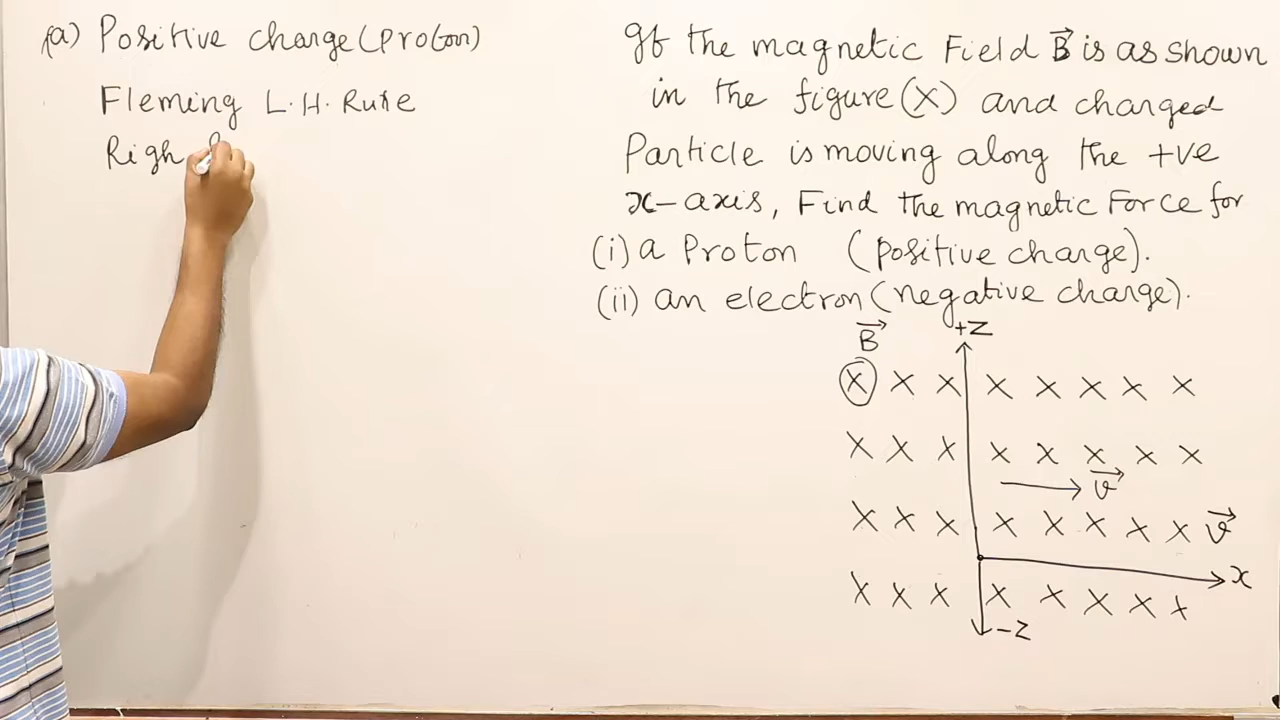 (a) Positive charge (proton)
Fleming L.H. Rule
Righ
If the magnetic Field B is as shown
in the figure (X) and charged
Particle is moving along the +ve
x-axis, Find the magnetic Force for
(i) a Proton (positive charge).
(ii) an electron (negative charge).
+Z
B
X X X X X X X X
X X X X X X X X
v
X X X X X X X X v
x
X X X X X X X X
-Z